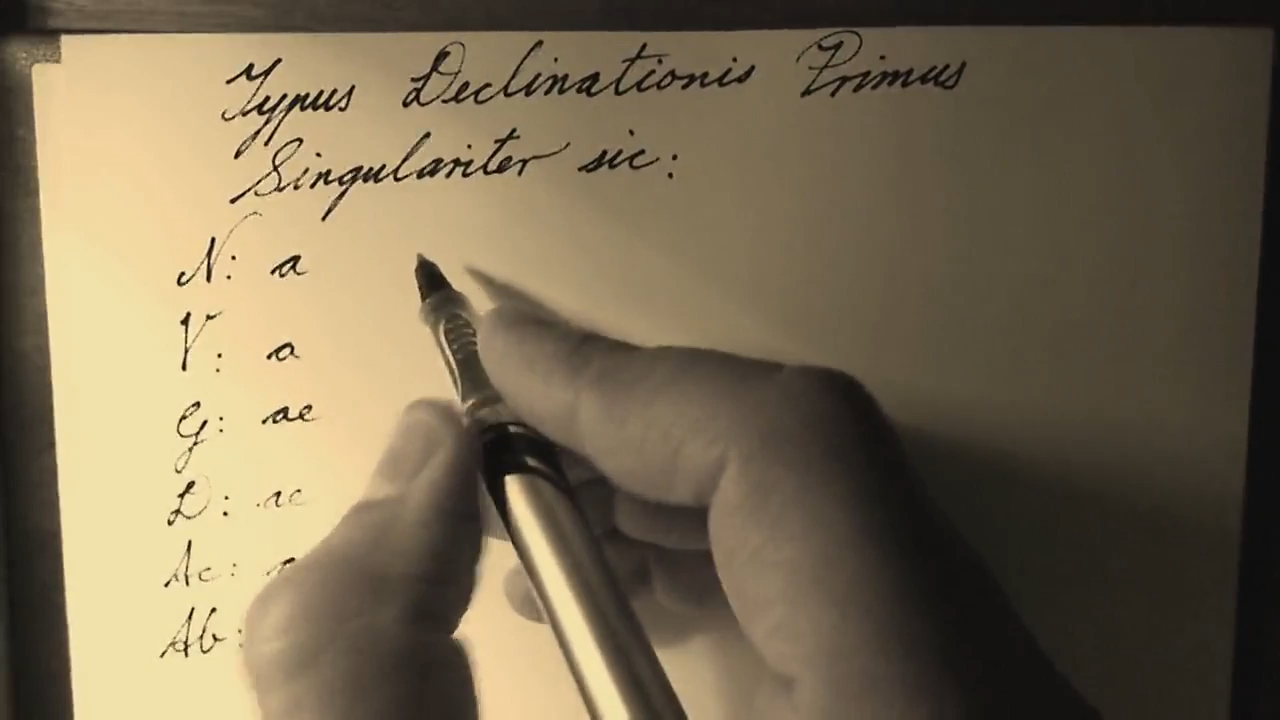 Typus Declinationis Primus
Singulariter sic:
N: a
V: a
G: ae
D: ae
Ac:
Ab: